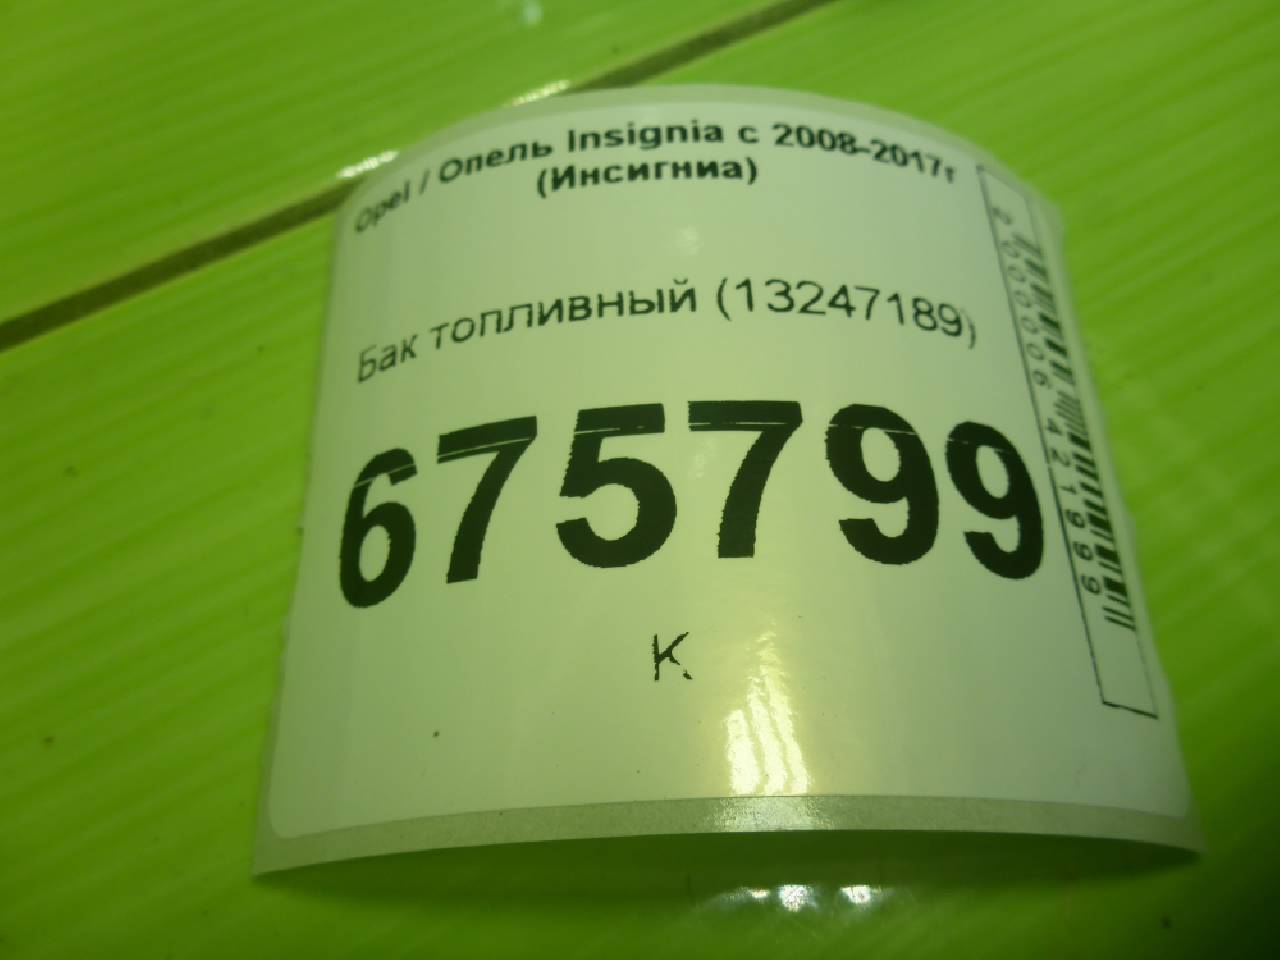 Opel / Опель Insignia с 2008-2017г
(Инсигниа)
Бак топливный (13247189)
675799
К
2000006421999